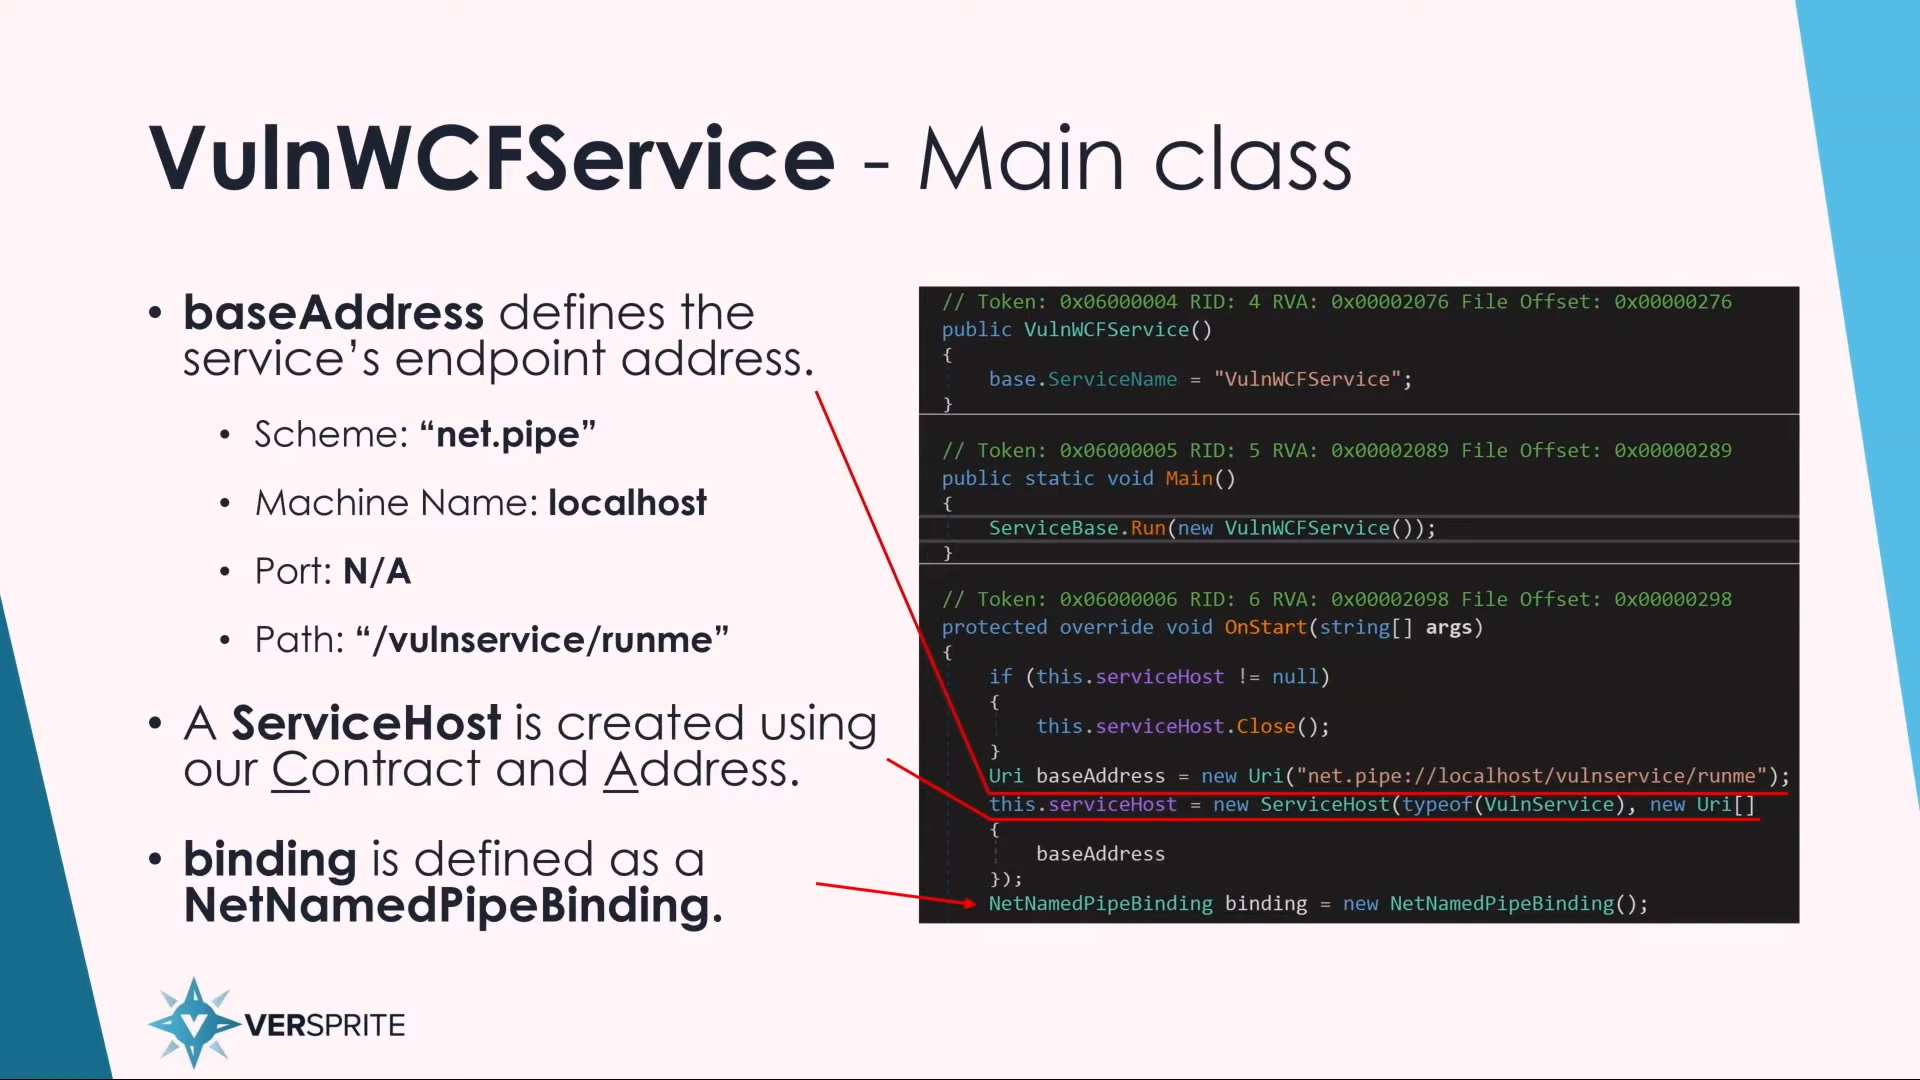 VulnWCFService - Main class
• baseAddress defines the
service’s endpoint address.
• Scheme: “net.pipe”
• Machine Name: localhost
• Port: N/A
• Path: “/vulnservice/runme”
• A ServiceHost is created using
our Contract and Address.
• binding is defined as a
NetNamedPipeBinding.
// Token: 0x06000004 RID: 4 RVA: 0x00002076 File Offset: 0x00000276
public VulnWCFService()
{
base.ServiceName = "VulnWCFService";
}
// Token: 0x06000005 RID: 5 RVA: 0x00002089 File Offset: 0x00000289
public static void Main()
{
ServiceBase.Run(new VulnWCFService());
}
// Token: 0x06000006 RID: 6 RVA: 0x00002098 File Offset: 0x00000298
protected override void OnStart(string[] args)
{
if (this.serviceHost != null)
{
this.serviceHost.Close();
}
Uri baseAddress = new Uri("net.pipe://localhost/vulnservice/runme");
this.serviceHost = new ServiceHost(typeof(VulnService), new Uri[]
{
baseAddress
});
NetNamedPipeBinding binding = new NetNamedPipeBinding();
VERSPRITE